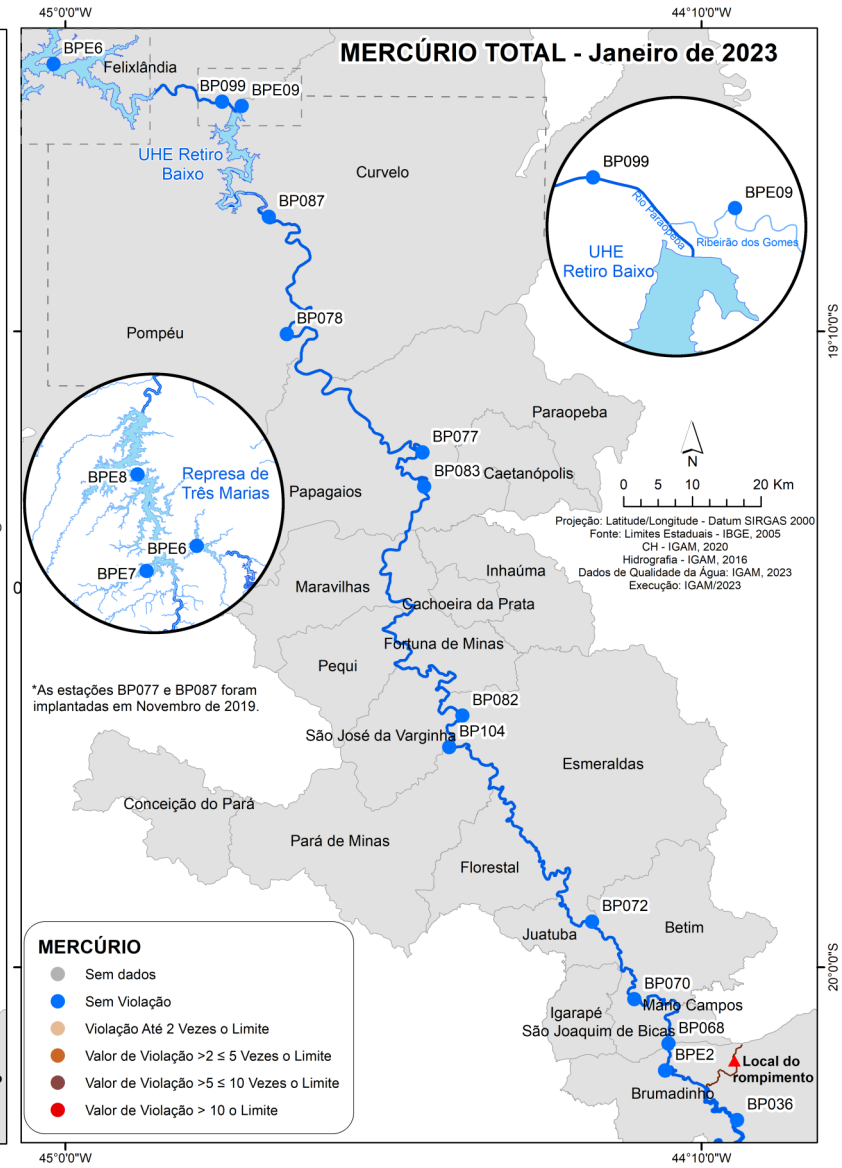 45°0'0"W
44°10'0"W
MERCÚRIO TOTAL - Janeiro de 2023
BPE6
Felixlândia
BP099
BPE09
UHE Retiro
Baixo
Curvelo
BP087
BP099
BPE09
Rio Paraopeba
Ribeirão dos Gomes
UHE
Retiro Baixo
BP078
Pompéu
19°10'0"S
Paraopeba
BP077
BP083
Caetanópolis
Papagaios
N
0 5 10 20 Km
Projeção: Latitude/Longitude - Datum SIRGAS 2000
Fonte: Limites Estaduais - IBGE, 2005
CH - IGAM, 2020
Hidrografia - IGAM, 2016
Dados de Qualidade da Água: IGAM, 2023
Execução: IGAM/2023
BPE8
Represa de
Três Marias
BPE6
BPE7
Inhaúma
Maravilhas
Cachoeira da Prata
Fortuna de Minas
Pequi
*As estações BP077 e BP087 foram
implantadas em Novembro de 2019.
BP082
São José da Varginha
BP104
Esmeraldas
Conceição do Pará
Pará de Minas
Florestal
BP072
Juatuba
Betim
20°0'0"S
BP070
Mário Campos
Igarapé
São Joaquim de Bicas
BP068
BPE2
Local do
rompimento
Brumadinho
BP036
MERCÚRIO
Sem dados
Sem Violação
Violação Até 2 Vezes o Limite
Valor de Violação >2 ≤ 5 Vezes o Limite
Valor de Violação >5 ≤ 10 Vezes o Limite
Valor de Violação > 10 o Limite
45°0'0"W
44°10'0"W